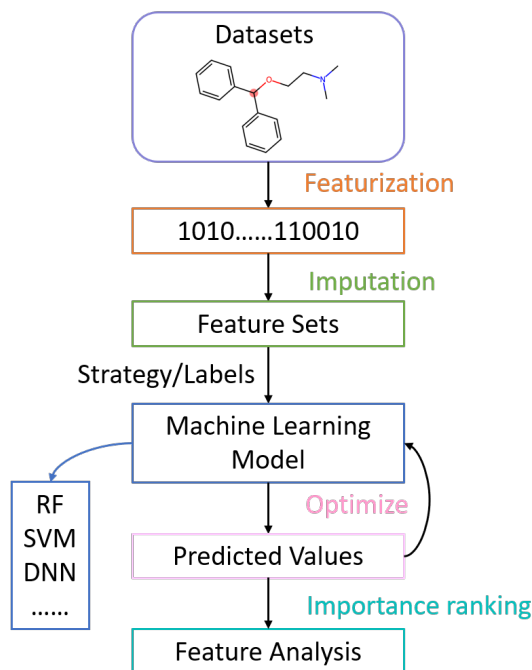 Datasets
O
N
Featurization
1010......110010
Imputation
Feature Sets
Strategy/Labels
Machine Learning
Model
RF
SVM
DNN
......
Optimize
Predicted Values
Importance ranking
Feature Analysis